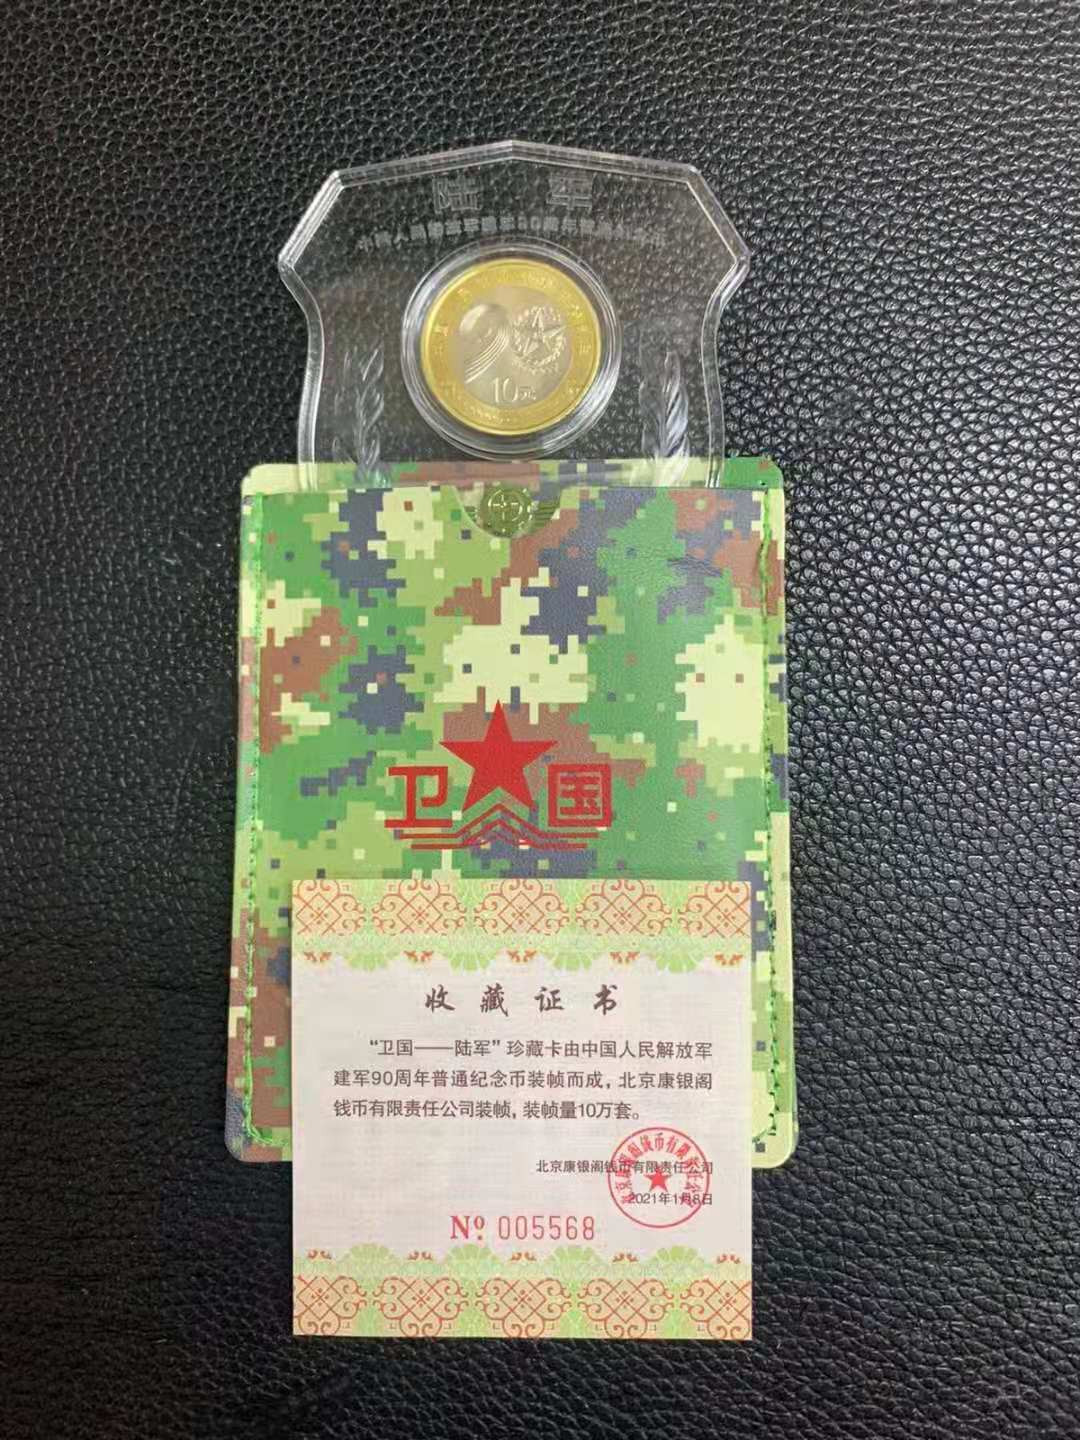 陆 军
10元
卫国
收藏证书
“卫国——陆军”珍藏卡由中国人民解放军
建军90周年普通纪念币装帧而成，北京康银阁
钱币有限责任公司装帧，装帧量10万套。
北京康银阁钱币有限责任公司
2021年1月8日
Nº. 005568